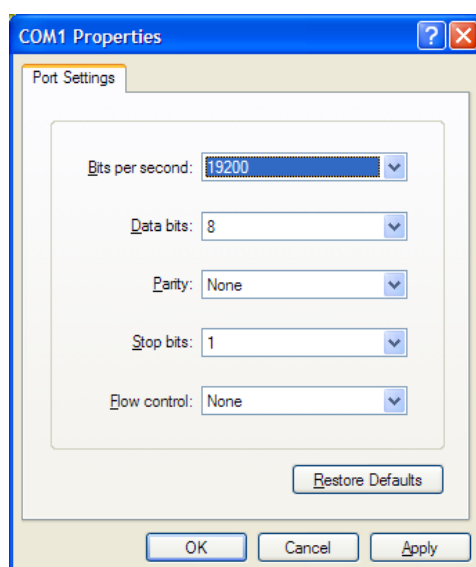 COM1 Properties
Port Settings
Bits per second: 19200
Data bits: 8
Parity: None
Stop bits: 1
Flow control: None
Restore Defaults
OK Cancel Apply